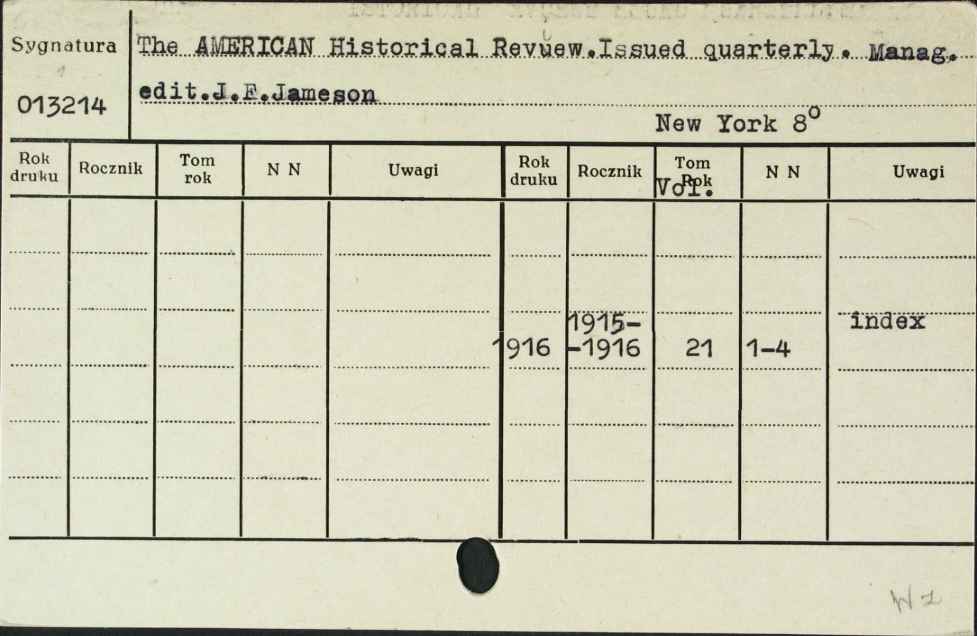 Sygnatura
013214
The AMERICAN Historical Revuew.Issued quarterly. Manag.
edit.J.F.Jameson
New York 8⁰
Rok druku Rocznik Tom rok N N Uwagi Rok druku Rocznik Tom Rok N N Uwagi
Vol.
1915- index
1916 -1916 21 1-4